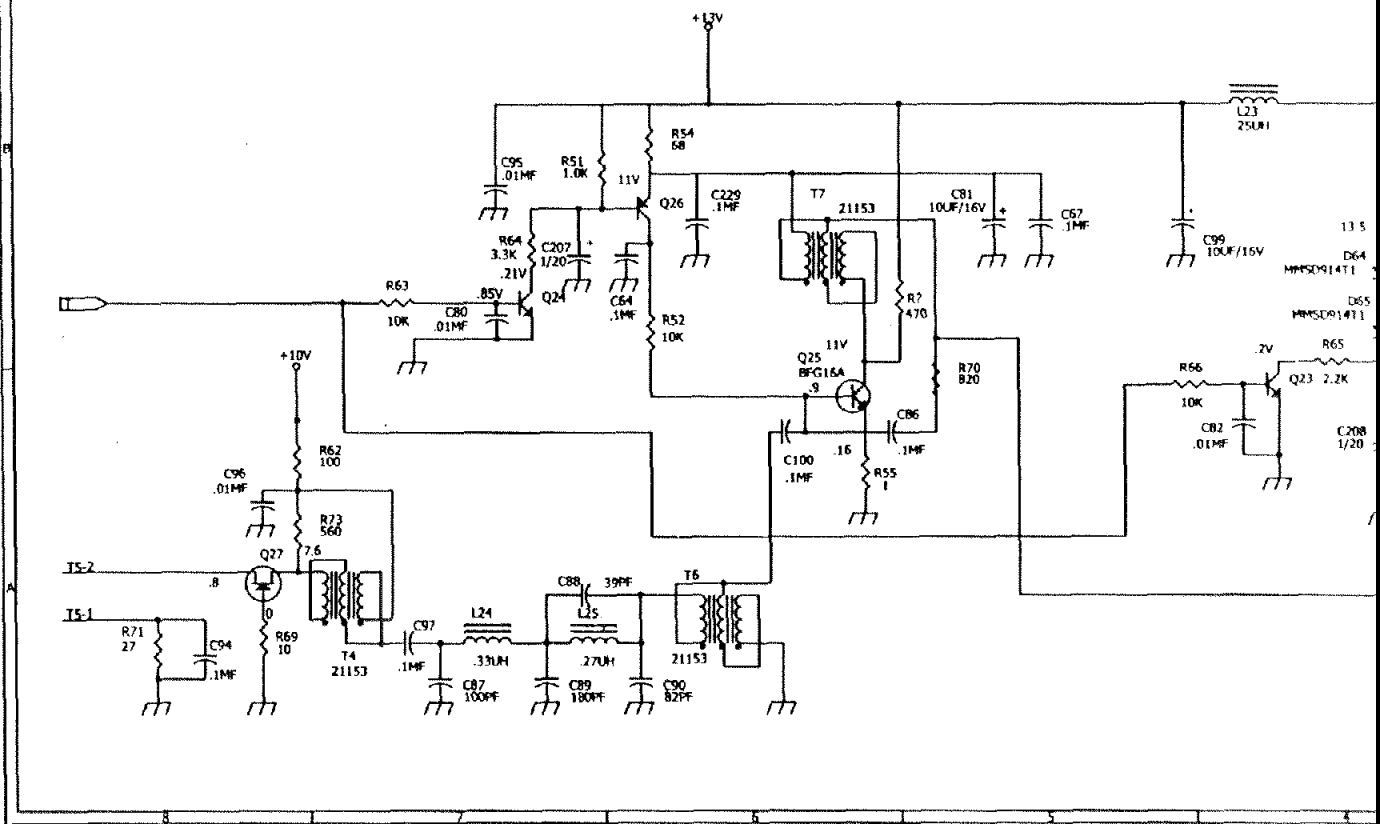 +13V
L23
25UH
B
R54
68
C95
.01MF
R51
1.0K
11V
Q26
C229
.1MF
T7
21153
C81
10UF/16V
+
C67
.1MF
+
C99
10UF/16V
13 5
D64
MMSD914T1
D65
MMSD914T1
R64
3.3K
.21V
C207
1/20
+
R63
10K
.85V
C80
.01MF
Q24
C64
.1MF
R52
10K
R?
470
+10V
11V
Q25
BFG16A
.9
R70
820
R66
10K
.2V
R65
Q23
2.2K
C82
.01MF
C208
1/20
C86
.1MF
C100
.1MF
.16
R55
1
R62
100
C96
.01MF
R73
560
Q27
7.6
T5-2
.8
T5-1
0
R71
27
C94
.1MF
R69
10
T4
21153
C97
.1MF
L24
.33UH
C88
39PF
L25
.27UH
T6
21153
C87
100PF
C89
180PF
C90
82PF
A
8
7
6
5
4